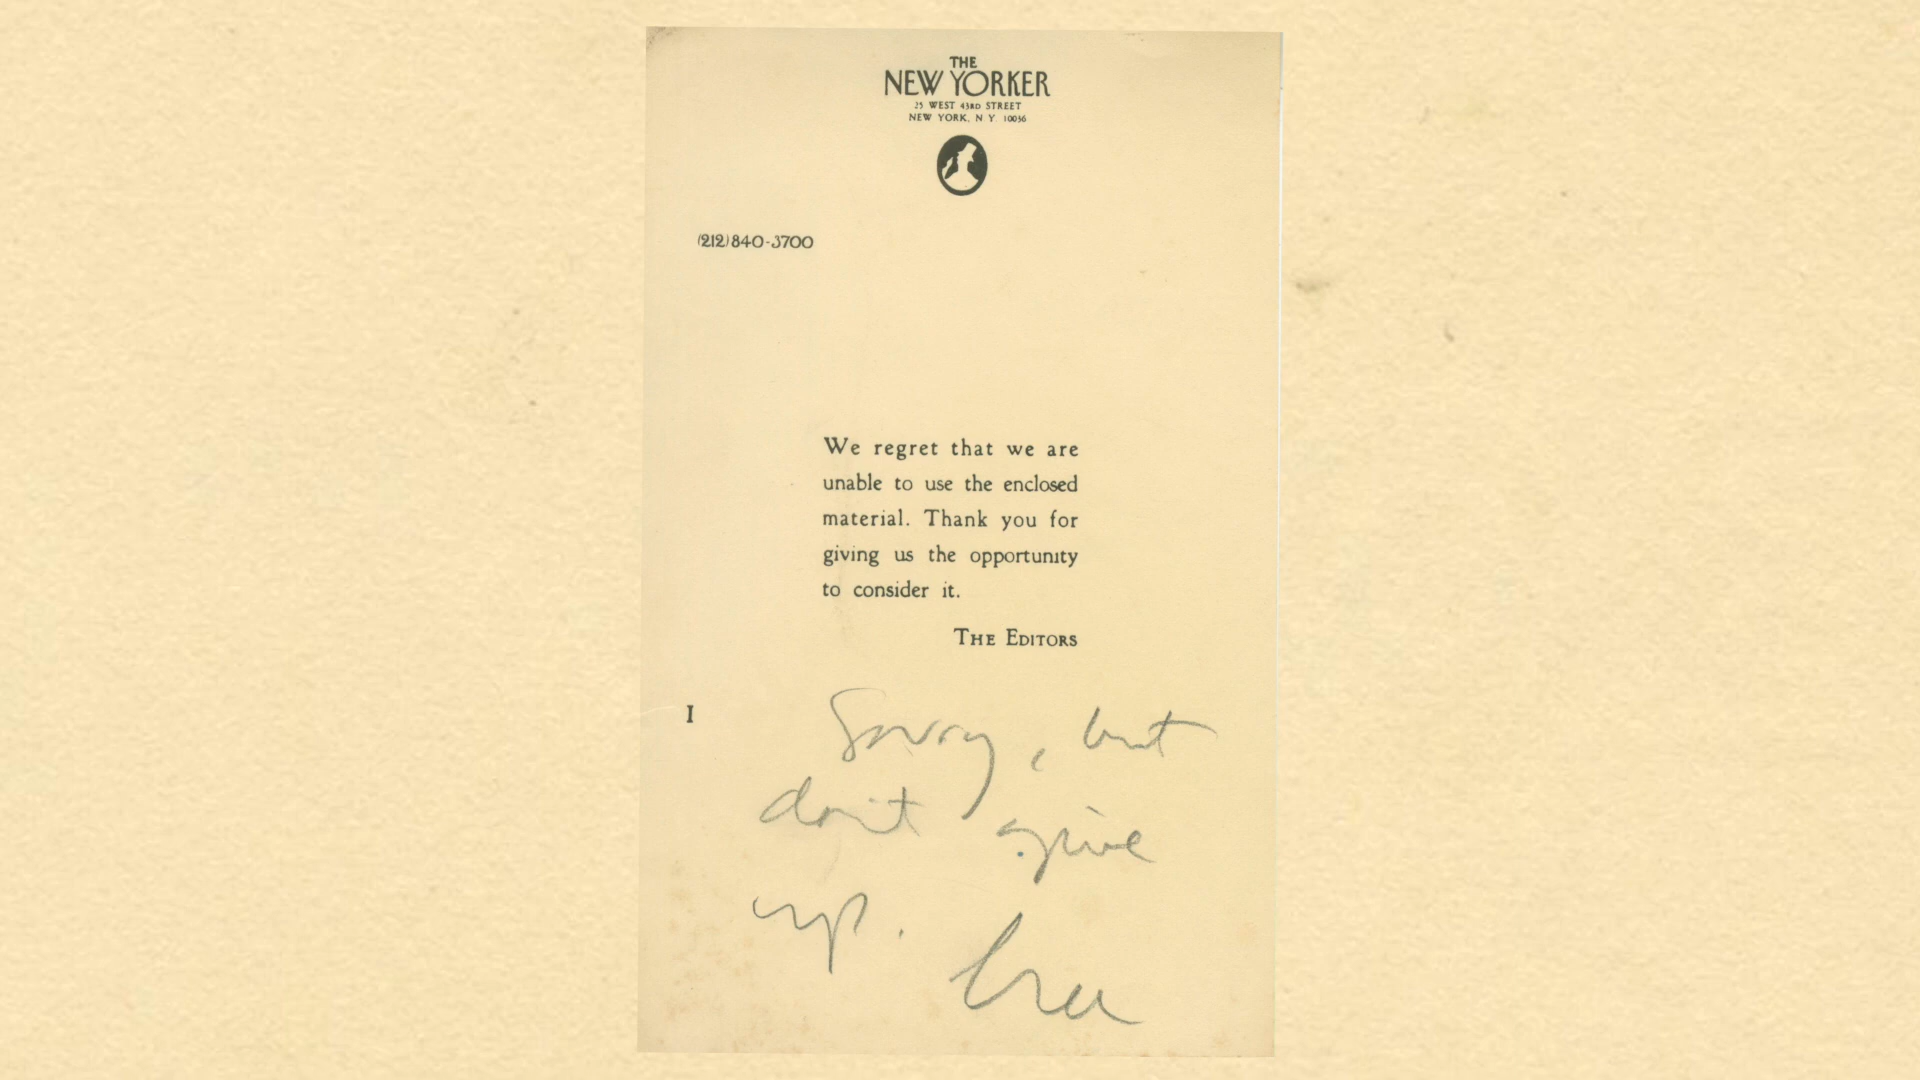 THE
NEW YORKER
25 WEST 43RD STREET
NEW YORK, N Y 10036
(212) 840-3700
We regret that we are
unable to use the enclosed
material. Thank you for
giving us the opportunity
to consider it.
THE EDITORS
I
Sorry, but
don't give
up.